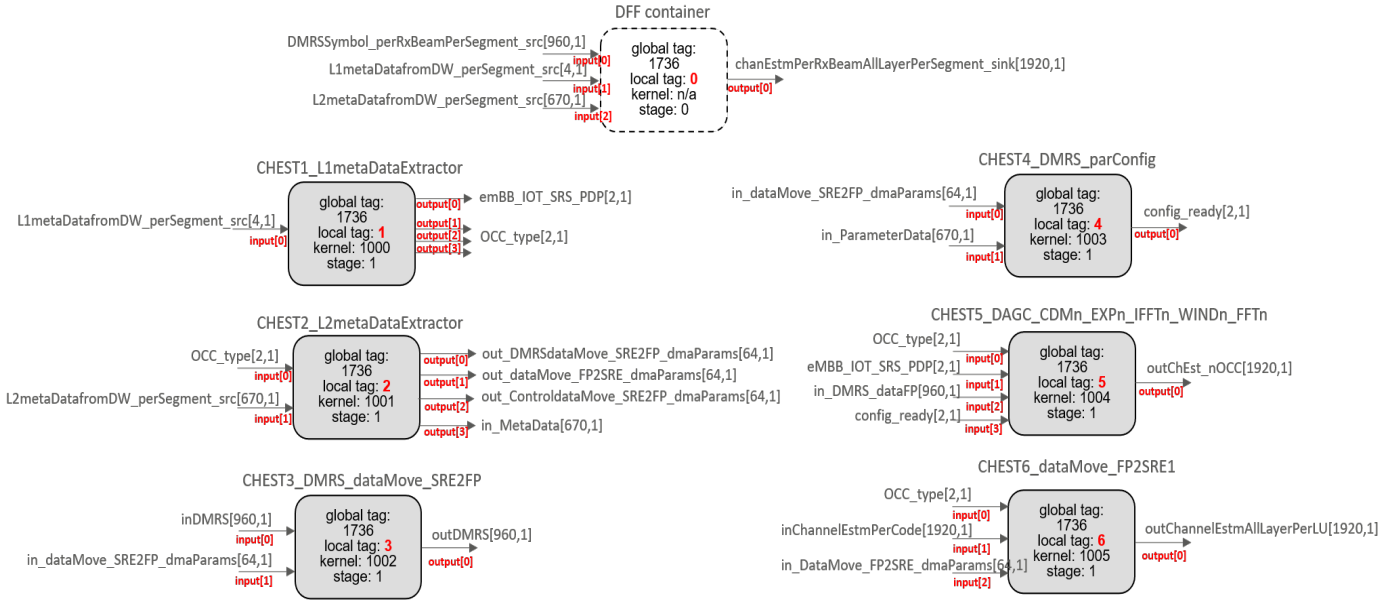 DFF container
DMRSSymbol_perRxBeamPerSegment_src[960,1]
input[0]
L1metaDatafromDW_perSegment_src[4,1]
input[1]
L2metaDatafromDW_perSegment_src[670,1]
input[2]
global tag:
1736
local tag: 0
kernel: n/a
stage: 0
chanEstmPerRxBeamAllLayerPerSegment_sink[1920,1]
output[0]
CHEST1_L1metaDataExtractor
L1metaDatafromDW_perSegment_src[4,1]
input[0]
global tag:
1736
local tag: 1
kernel: 1000
stage: 1
emBB_IOT_SRS_PDP[2,1]
output[0]
output[1]
output[2]
OCC_type[2,1]
output[3]
CHEST4_DMRS_parConfig
in_dataMove_SRE2FP_dmaParams[64,1]
input[0]
in_ParameterData[670,1]
input[1]
global tag:
1736
local tag: 4
kernel: 1003
stage: 1
config_ready[2,1]
output[0]
CHEST2_L2metaDataExtractor
OCC_type[2,1]
input[0]
L2metaDatafromDW_perSegment_src[670,1]
input[1]
global tag:
1736
local tag: 2
kernel: 1001
stage: 1
out_DMRSdataMove_SRE2FP_dmaParams[64,1]
output[0]
out_dataMove_FP2SRE_dmaParams[64,1]
output[1]
out_ControldataMove_SRE2FP_dmaParams[64,1]
output[2]
in_MetaData[670,1]
output[3]
CHEST5_DAGC_CDMn_EXPn_IFFTn_WINDn_FFTn
OCC_type[2,1]
input[0]
eMBB_IOT_SRS_PDP[2,1]
input[1]
in_DMRS_dataFP[960,1]
input[2]
config_ready[2,1]
input[3]
global tag:
1736
local tag: 5
kernel: 1004
stage: 1
outChEst_nOCC[1920,1]
output[0]
CHEST3_DMRS_dataMove_SRE2FP
inDMRS[960,1]
input[0]
in_dataMove_SRE2FP_dmaParams[64,1]
input[1]
global tag:
1736
local tag: 3
kernel: 1002
stage: 1
outDMRS[960,1]
output[0]
CHEST6_dataMove_FP2SRE1
OCC_type[2,1]
input[0]
inChannelEstmPerCode[1920,1]
input[1]
in_DataMove_FP2SRE_dmaParams[64,1]
input[2]
global tag:
1736
local tag: 6
kernel: 1005
stage: 1
outChannelEstmAllLayerPerLU[1920,1]
output[0]